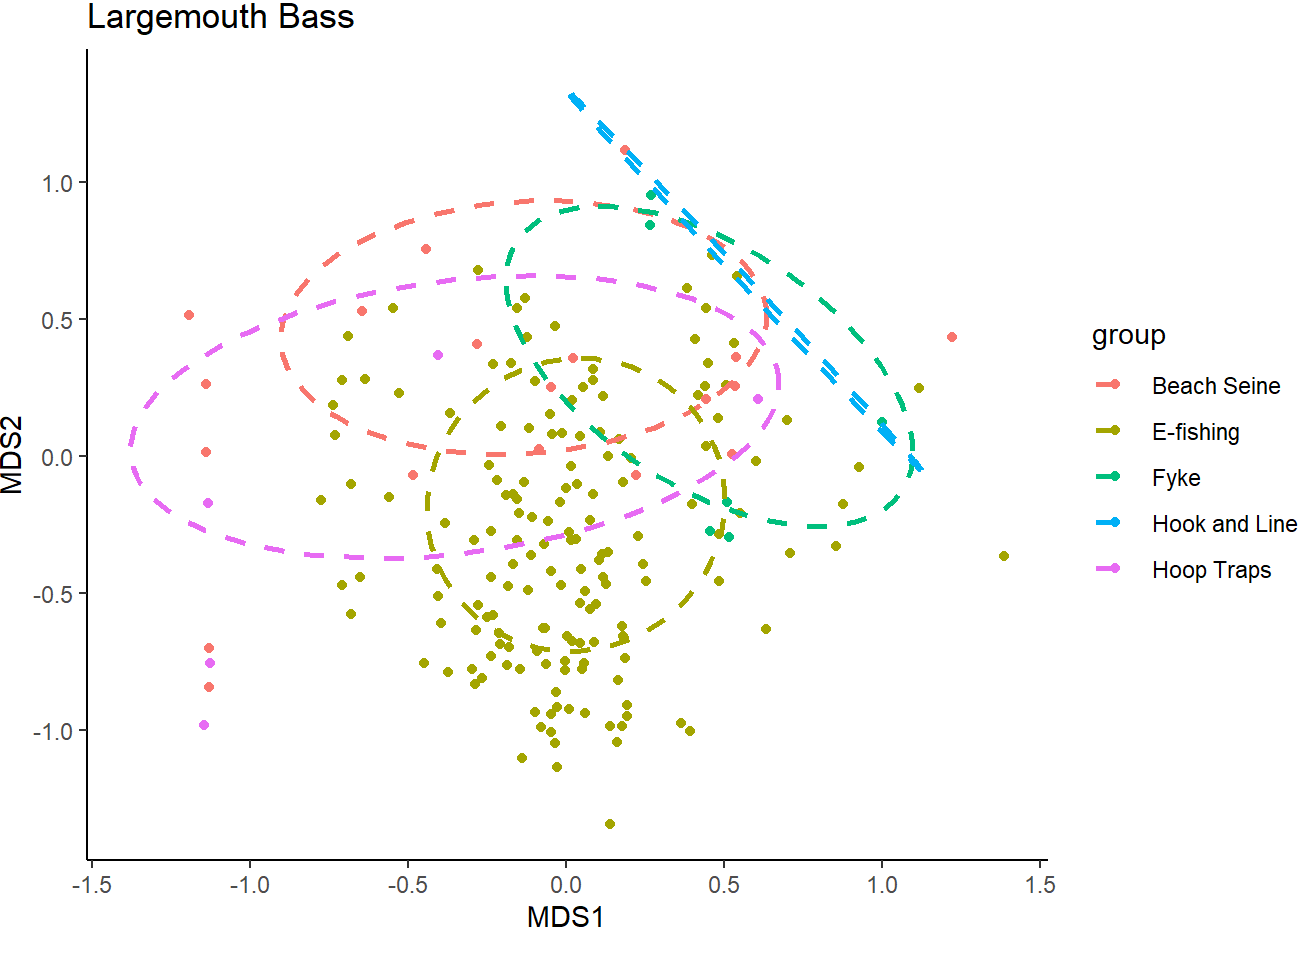 Largemouth Bass
1.0
0.5
0.0
-0.5
-1.0
MDS2
-1.5 -1.0 -0.5 0.0 0.5 1.0 1.5
MDS1
group
Beach Seine
E-fishing
Fyke
Hook and Line
Hoop Traps